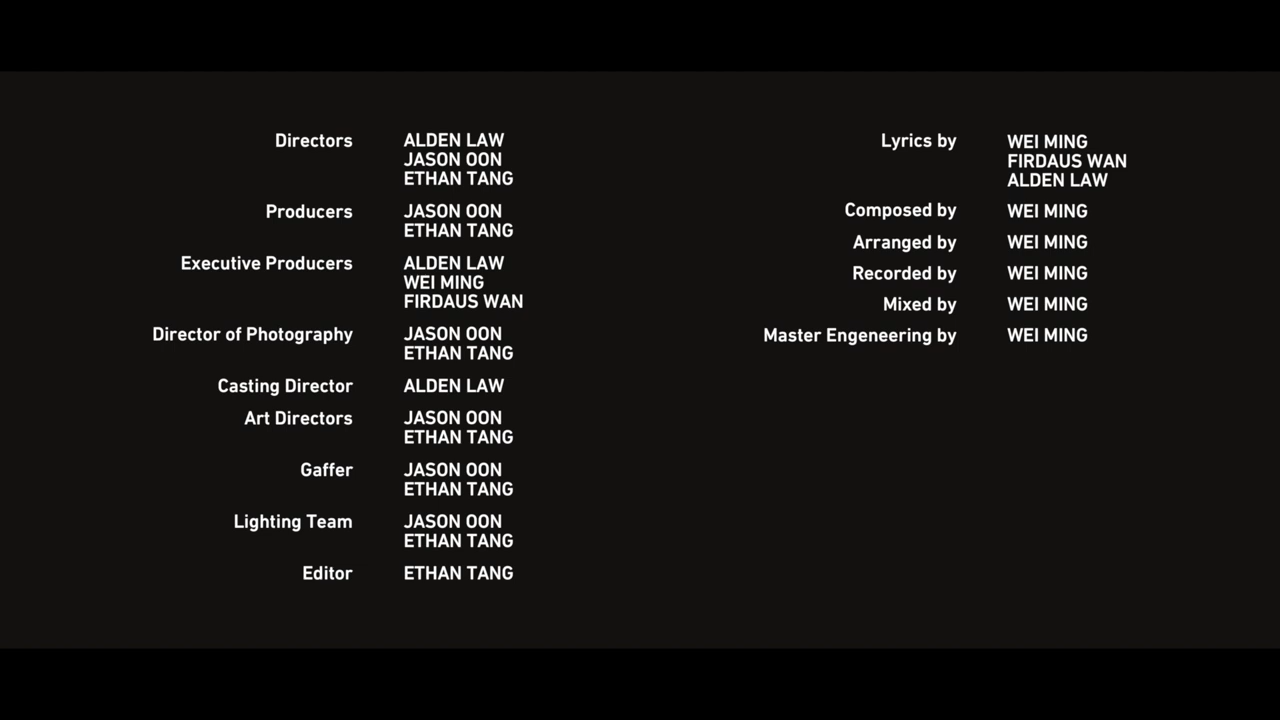 Directors ALDEN LAW
JASON OON
ETHAN TANG
Producers JASON OON
ETHAN TANG
Executive Producers ALDEN LAW
WEI MING
FIRDAUS WAN
Director of Photography JASON OON
ETHAN TANG
Casting Director ALDEN LAW
Art Directors JASON OON
ETHAN TANG
Gaffer JASON OON
ETHAN TANG
Lighting Team JASON OON
ETHAN TANG
Editor ETHAN TANG
Lyrics by WEI MING
FIRDAUS WAN
ALDEN LAW
Composed by WEI MING
Arranged by WEI MING
Recorded by WEI MING
Mixed by WEI MING
Master Engeneering by WEI MING